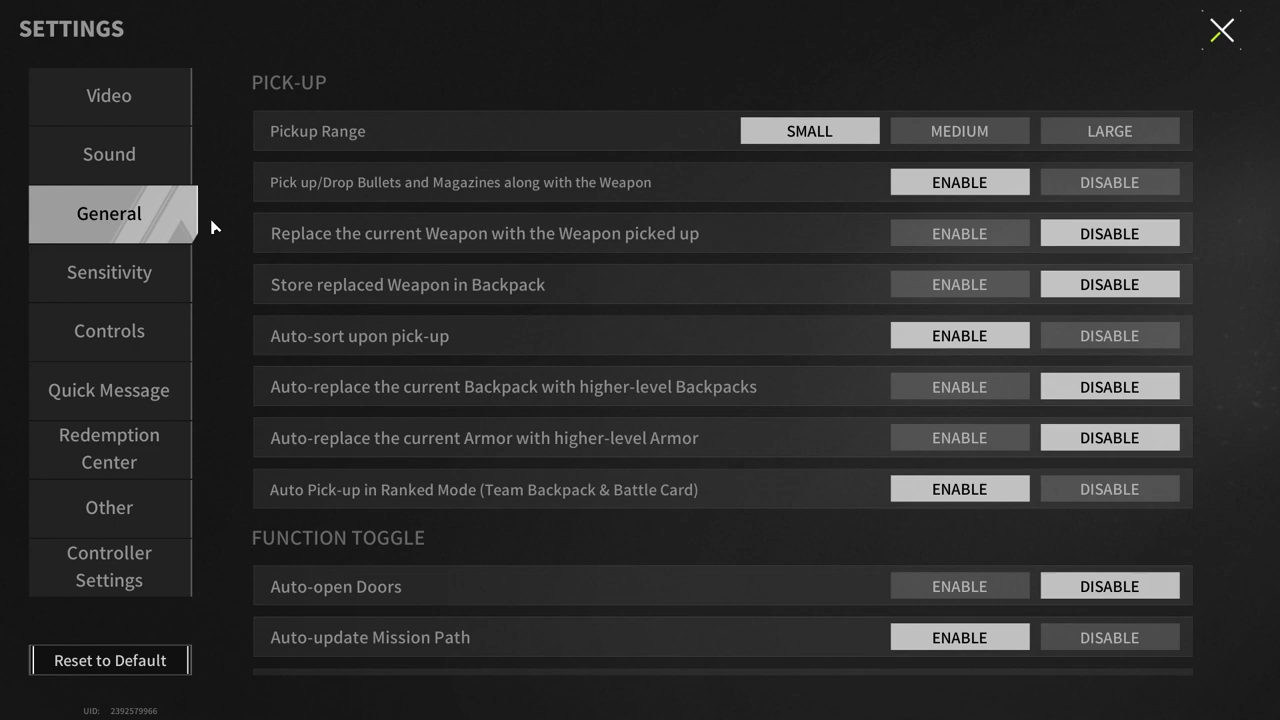 SETTINGS
Video
Sound
General
Sensitivity
Controls
Quick Message
Redemption
Center
Other
Controller
Settings
Reset to Default
UID: 2392579966
PICK-UP
Pickup Range SMALL MEDIUM LARGE
Pick up/Drop Bullets and Magazines along with the Weapon ENABLE DISABLE
Replace the current Weapon with the Weapon picked up ENABLE DISABLE
Store replaced Weapon in Backpack ENABLE DISABLE
Auto-sort upon pick-up ENABLE DISABLE
Auto-replace the current Backpack with higher-level Backpacks ENABLE DISABLE
Auto-replace the current Armor with higher-level Armor ENABLE DISABLE
Auto Pick-up in Ranked Mode (Team Backpack & Battle Card) ENABLE DISABLE
FUNCTION TOGGLE
Auto-open Doors ENABLE DISABLE
Auto-update Mission Path ENABLE DISABLE